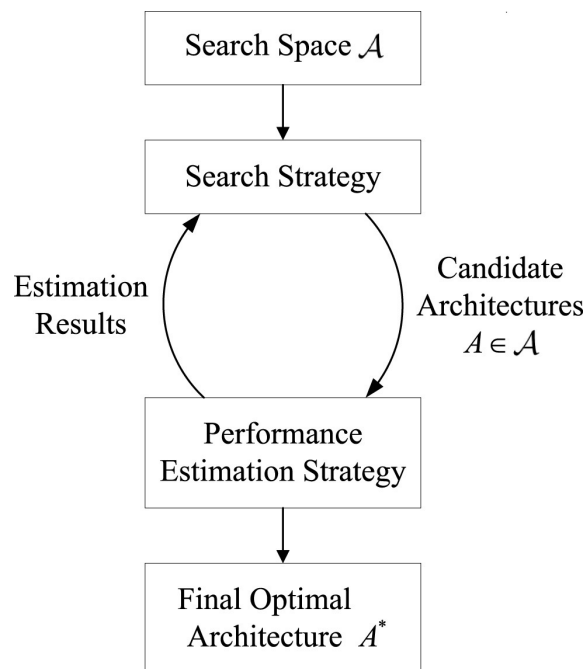 Search Space 𝒜
Search Strategy
Estimation
Results
Candidate
Architectures
A ∈ 𝒜
Performance
Estimation Strategy
Final Optimal
Architecture A*